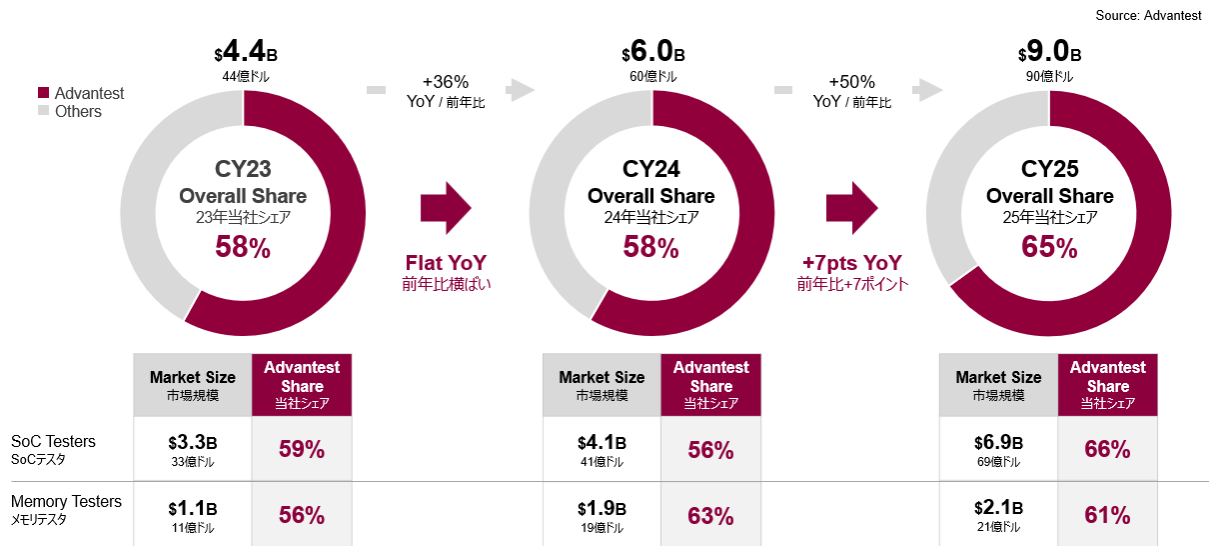 Source: Advantest
Advantest
Others
$4.4B
44億ドル
+36%
YoY / 前年比
$6.0B
60億ドル
+50%
YoY / 前年比
$9.0B
90億ドル
CY23
Overall Share
23年当社シェア
58%
Flat YoY
前年比横ばい
CY24
Overall Share
24年当社シェア
58%
+7pts YoY
前年比+7ポイント
CY25
Overall Share
25年当社シェア
65%
Market Size
市場規模
Advantest
Share
当社シェア
Market Size
市場規模
Advantest
Share
当社シェア
Market Size
市場規模
Advantest
Share
当社シェア
SoC Testers
SoCテスタ
$3.3B
33億ドル
59%
$4.1B
41億ドル
56%
$6.9B
69億ドル
66%
Memory Testers
メモリテスタ
$1.1B
11億ドル
56%
$1.9B
19億ドル
63%
$2.1B
21億ドル
61%